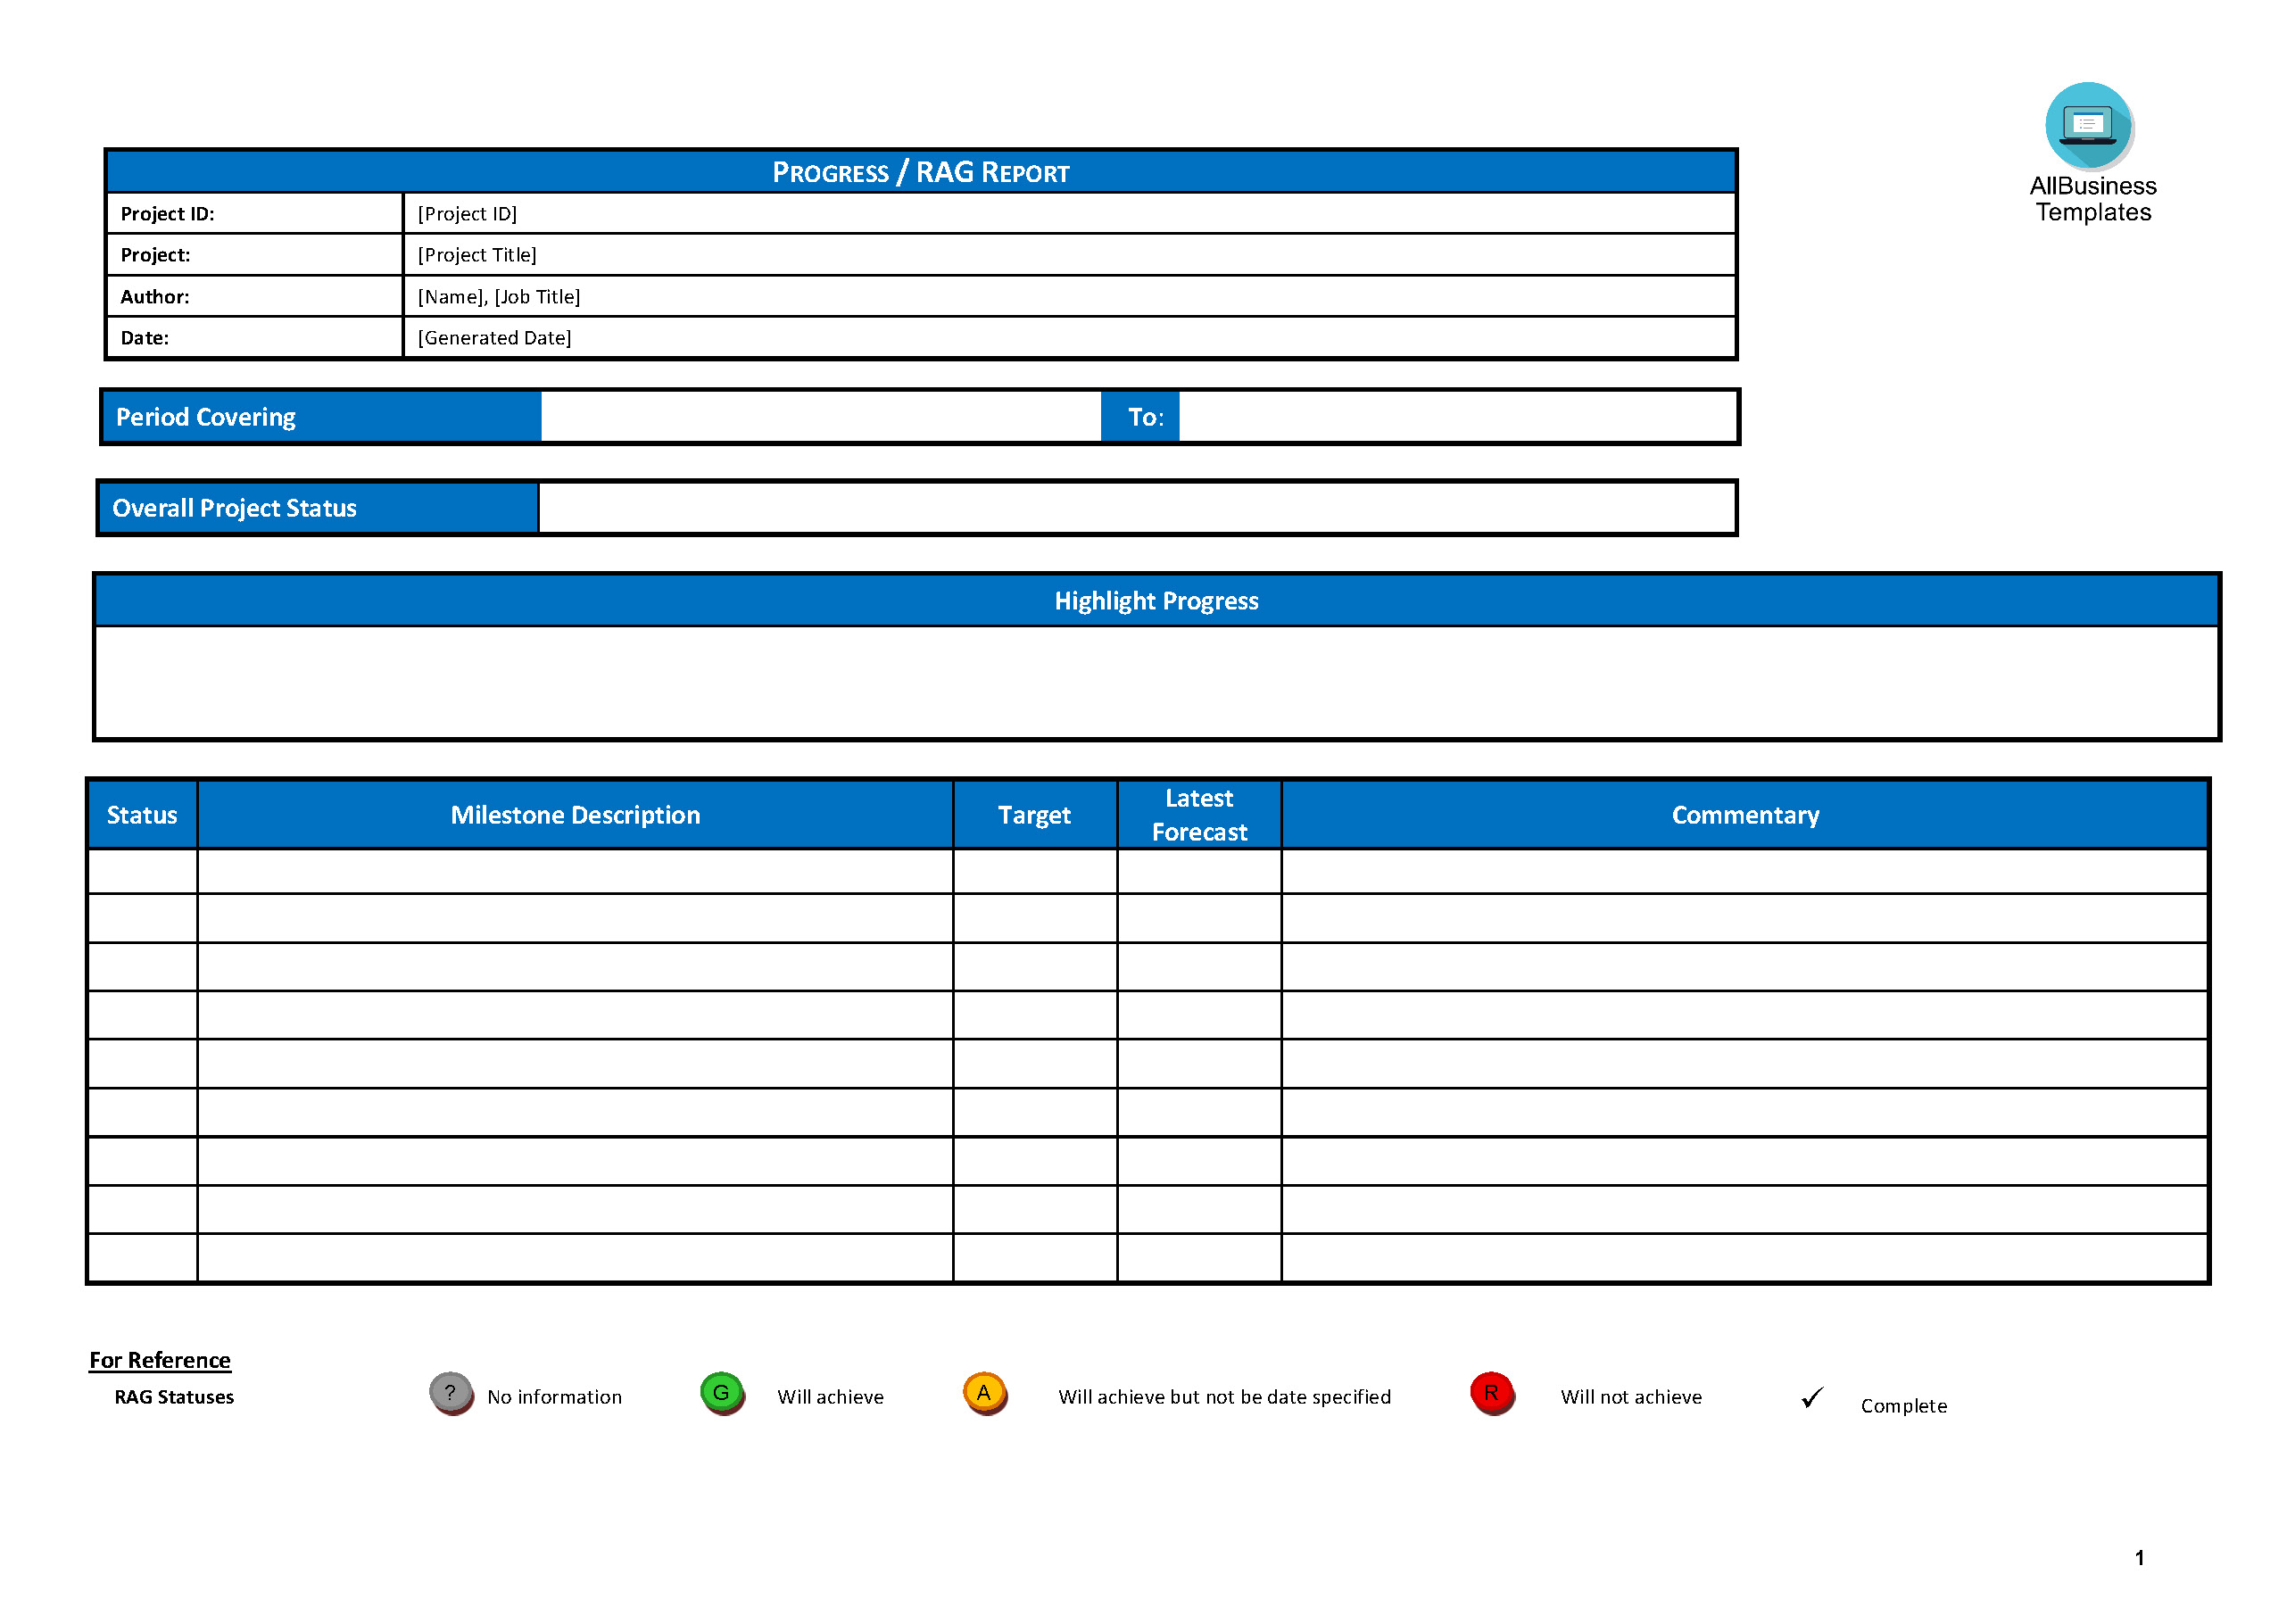 AllBusiness
Templates
PROGRESS / RAG REPORT
Project ID: [Project ID]
Project: [Project Title]
Author: [Name], [Job Title]
Date: [Generated Date]
Period Covering To:
Overall Project Status
Highlight Progress
Status Milestone Description Target Latest Forecast Commentary
For Reference
RAG Statuses ? No information G Will achieve A Will achieve but not be date specified R Will not achieve ✓ Complete
1